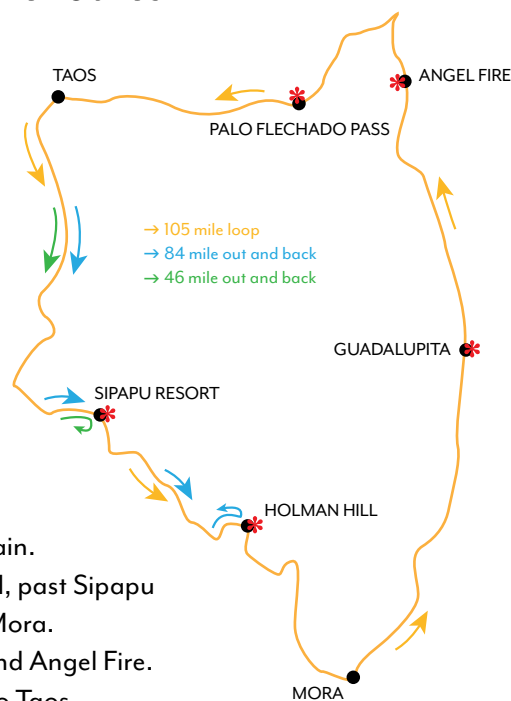 TAOS
ANGEL FIRE
PALO FLECHADO PASS
→ 105 mile loop
→ 84 mile out and back
→ 46 mile out and back
GUADALUPITA
SIPAPU RESORT
HOLMAN HILL
ain.
, past Sipapu
Mora.
nd Angel Fire.
o Taos
MORA